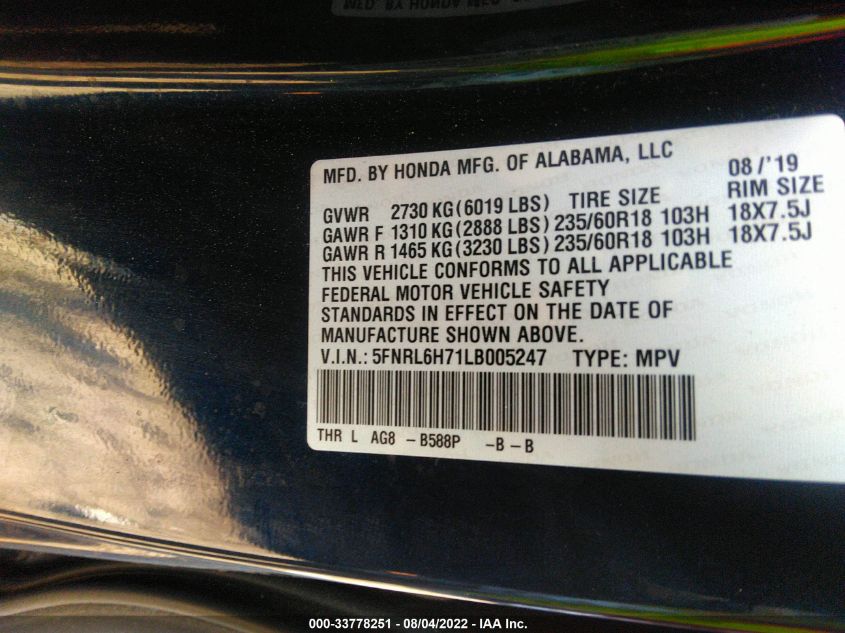 MFD. BY HONDA MFG. OF ALABAMA, LLC 08/'19
GVWR 2730 KG (6019 LBS) TIRE SIZE RIM SIZE
GAWR F 1310 KG (2888 LBS) 235/60R18 103H 18X7.5J
GAWR R 1465 KG (3230 LBS) 235/60R18 103H 18X7.5J
THIS VEHICLE CONFORMS TO ALL APPLICABLE
FEDERAL MOTOR VEHICLE SAFETY
STANDARDS IN EFFECT ON THE DATE OF
MANUFACTURE SHOWN ABOVE.
V.I.N.: 5FNRL6H71LB005247 TYPE: MPV
THR L AG8 - B588P - B - B
000-33778251 - 08/04/2022 - IAA Inc.